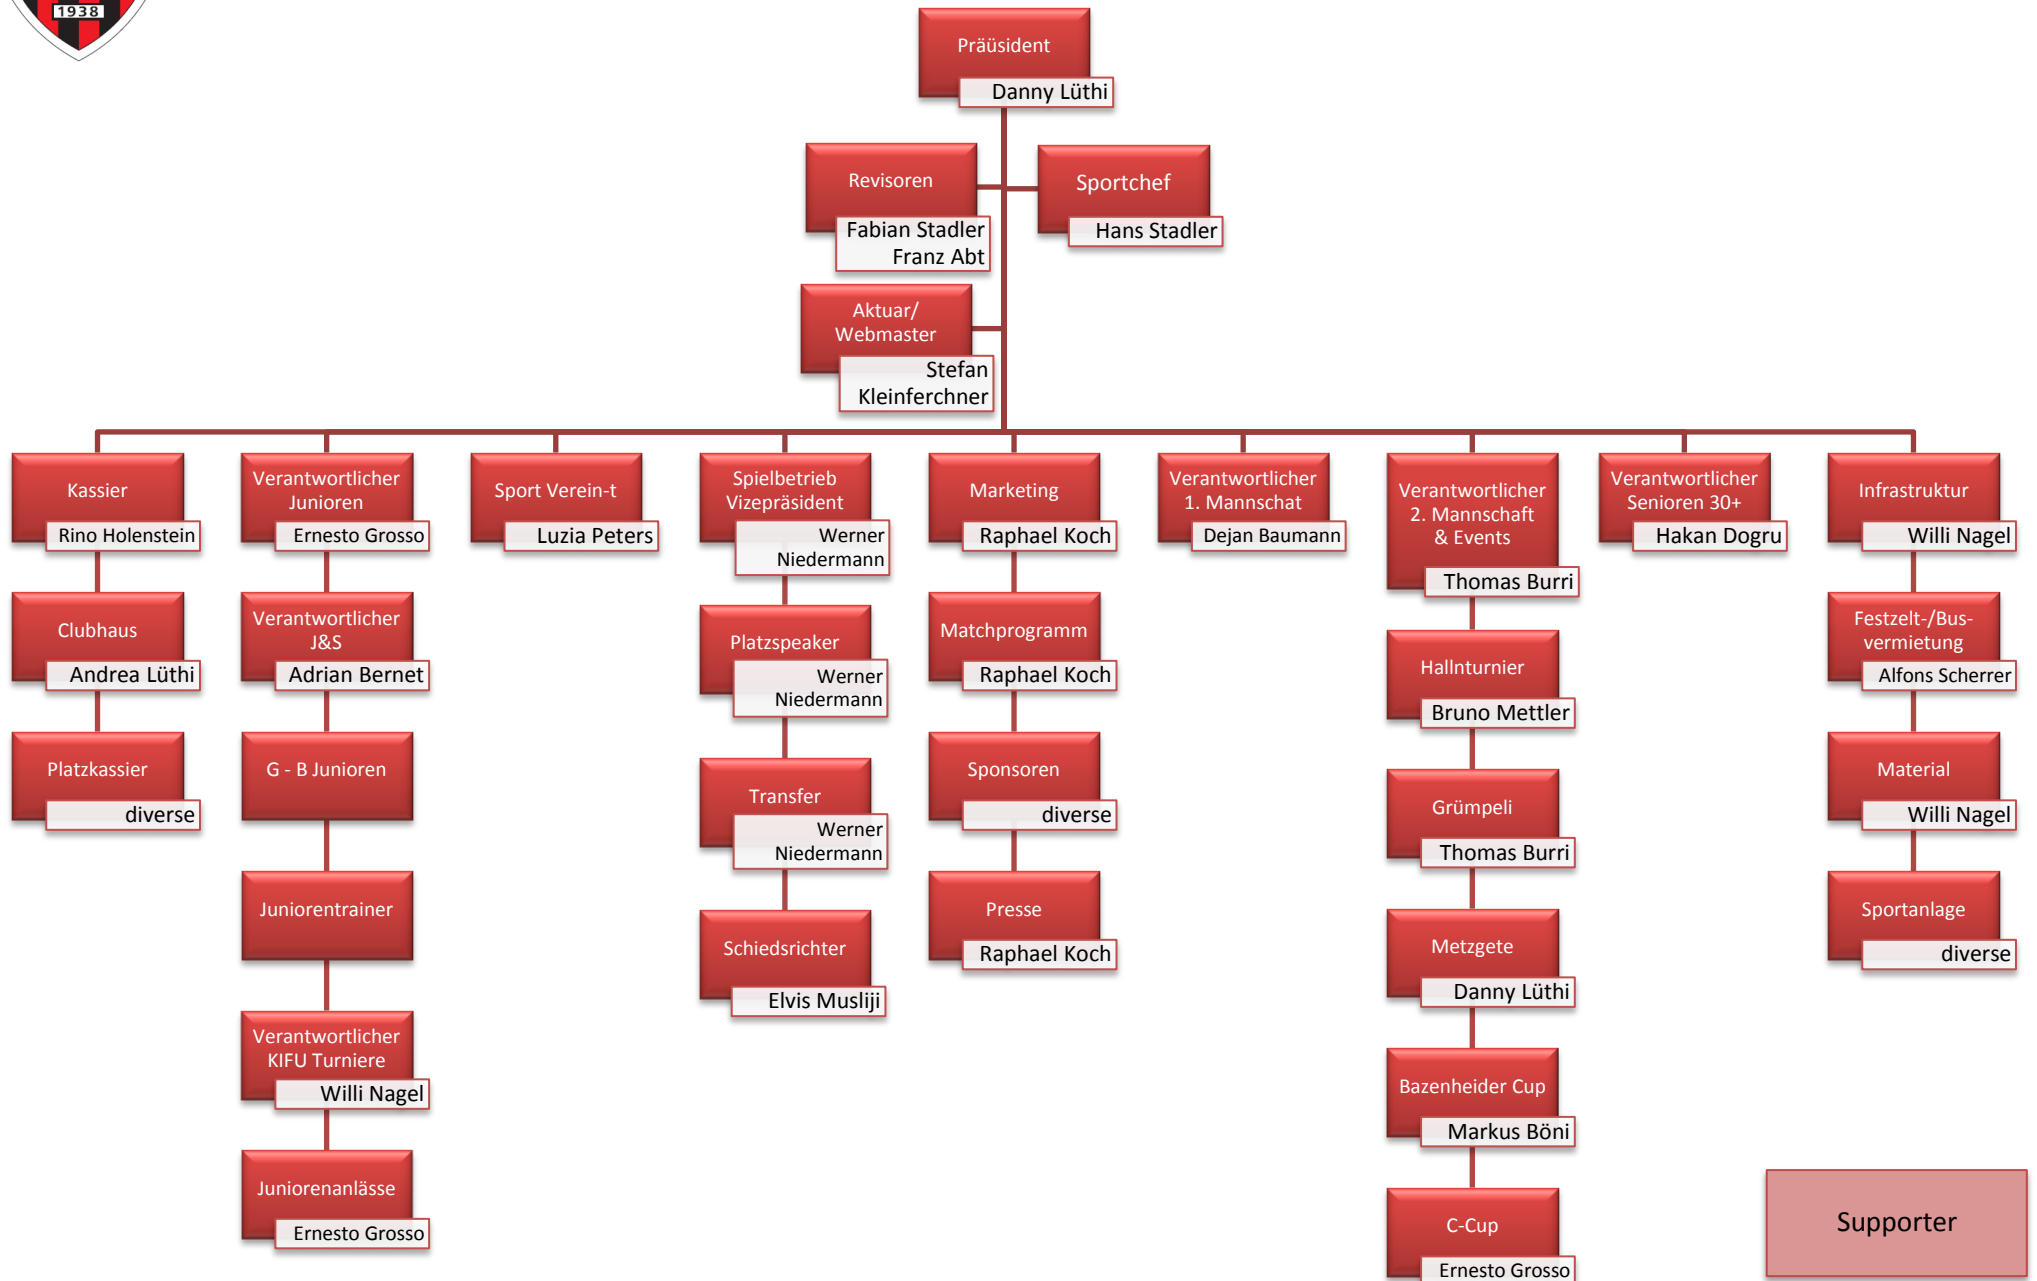 1938
Präüsident
Danny Lüthi
Revisoren
Fabian Stadler
Franz Abt
Sportchef
Hans Stadler
Aktuar/
Webmaster
Stefan
Kleinferchner
Kassier
Rino Holenstein
Clubhaus
Andrea Lüthi
Platzkassier
diverse
Verantwortlicher
Junioren
Ernesto Grosso
Verantwortlicher
J&S
Adrian Bernet
G - B Junioren
Juniorentrainer
Verantwortlicher
KIFU Turniere
Willi Nagel
Juniorenanlässe
Ernesto Grosso
Sport Verein-t
Luzia Peters
Spielbetrieb
Vizepräsident
Werner
Niedermann
Platzspeaker
Werner
Niedermann
Transfer
Werner
Niedermann
Schiedsrichter
Elvis Musliji
Marketing
Raphael Koch
Matchprogramm
Raphael Koch
Sponsoren
diverse
Presse
Raphael Koch
Verantwortlicher
1. Mannschat
Dejan Baumann
Verantwortlicher
2. Mannschaft
& Events
Thomas Burri
Hallnturnier
Bruno Mettler
Grümpeli
Thomas Burri
Metzgete
Danny Lüthi
Bazenheider Cup
Markus Böni
C-Cup
Ernesto Grosso
Verantwortlicher
Senioren 30+
Hakan Dogru
Infrastruktur
Willi Nagel
Festzelt-/Bus-
vermietung
Alfons Scherrer
Material
Willi Nagel
Sportanlage
diverse
Supporter